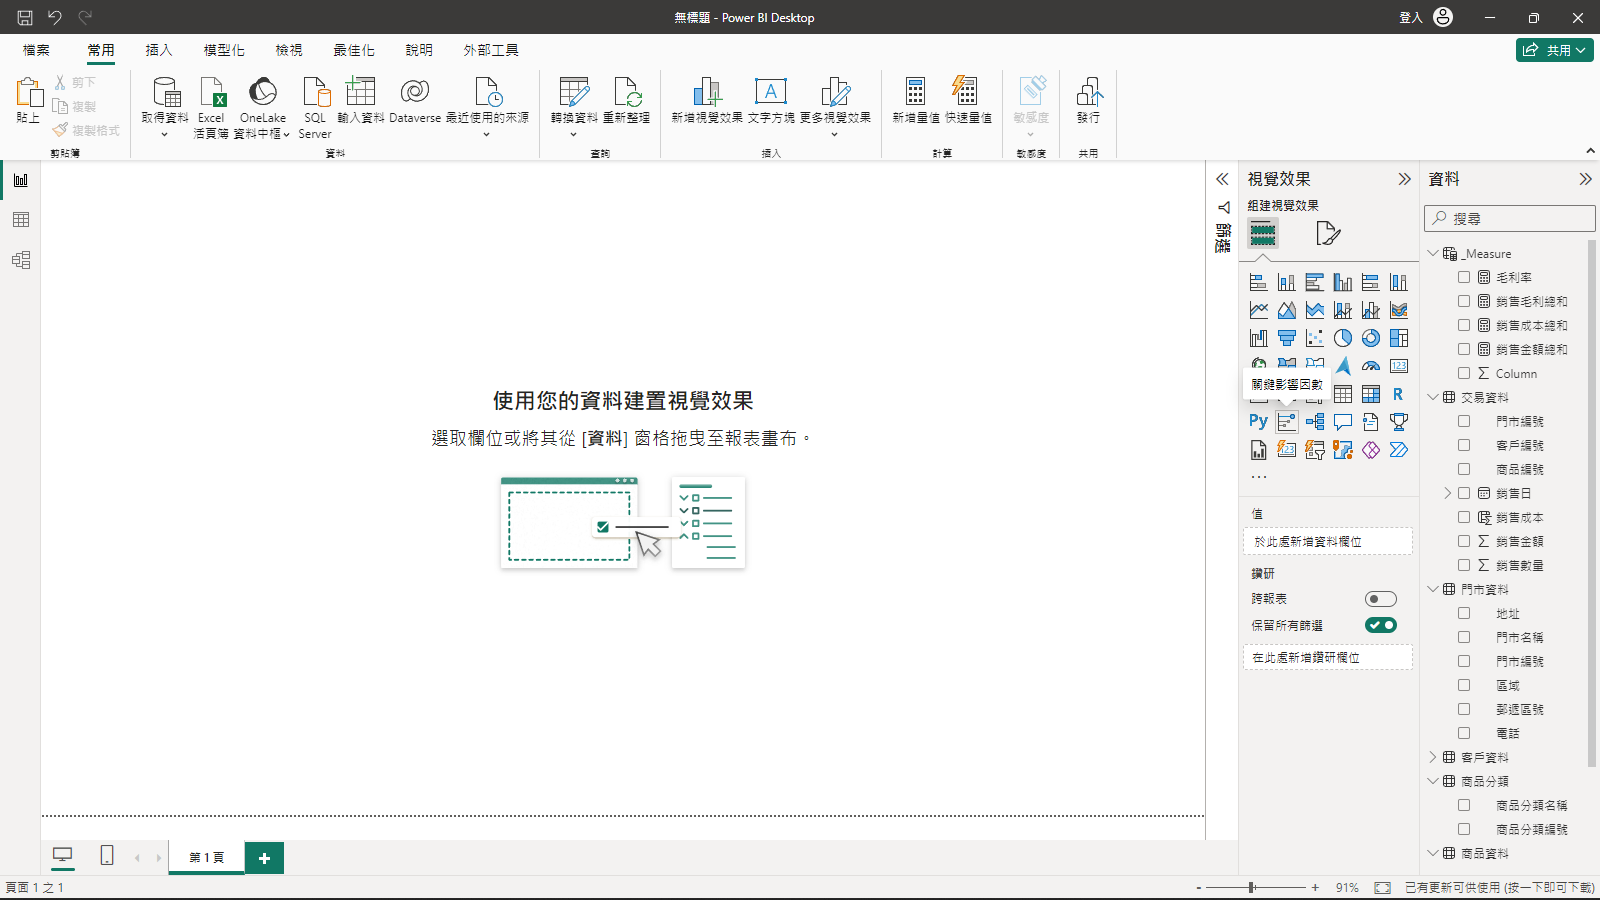 無標題 - Power BI Desktop
登入
檔案
常用
插入
模型化
檢視
最佳化
說明
外部工具
共用
貼上
剪下
複製
複製格式
剪貼簿
取得資料
Excel
活頁簿
OneLake
資料中樞
SQL
Server
輸入資料
Dataverse
最近使用的來源
資料
轉換資料
重新整理
查詢
新增視覺效果
文字方塊
更多視覺效果
插入
新增量值
快速量值
計算
敏感度
敏感度
發行
共用
使用您的資料建置視覺效果
選取欄位或將其從 [資料] 窗格拖曳至報表畫布。
篩選
視覺效果
組建視覺效果
關鍵影響因數
R
Py
123
123
...
值
於此處新增資料欄位
鑽研
跨報表
保留所有篩選
在此處新增鑽研欄位
資料
搜尋
_Measure
毛利率
銷售毛利總和
銷售成本總和
銷售金額總和
Column
交易資料
門市編號
客戶編號
商品編號
銷售日
銷售成本
銷售金額
銷售數量
門市資料
地址
門市名稱
門市編號
區域
郵遞區號
電話
客戶資料
商品分類
商品分類名稱
商品分類編號
商品資料
第 1 頁
頁面 1 之 1
- + 91%
已有更新可供使用 (按一下即可下載)